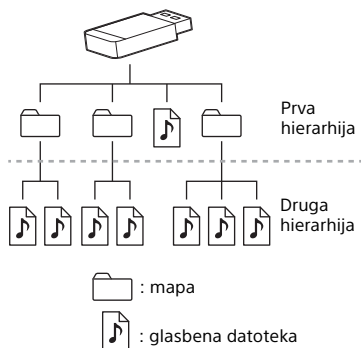 Prva
hierarhija
Druga
hierarhija
: mapa
: glasbena datoteka